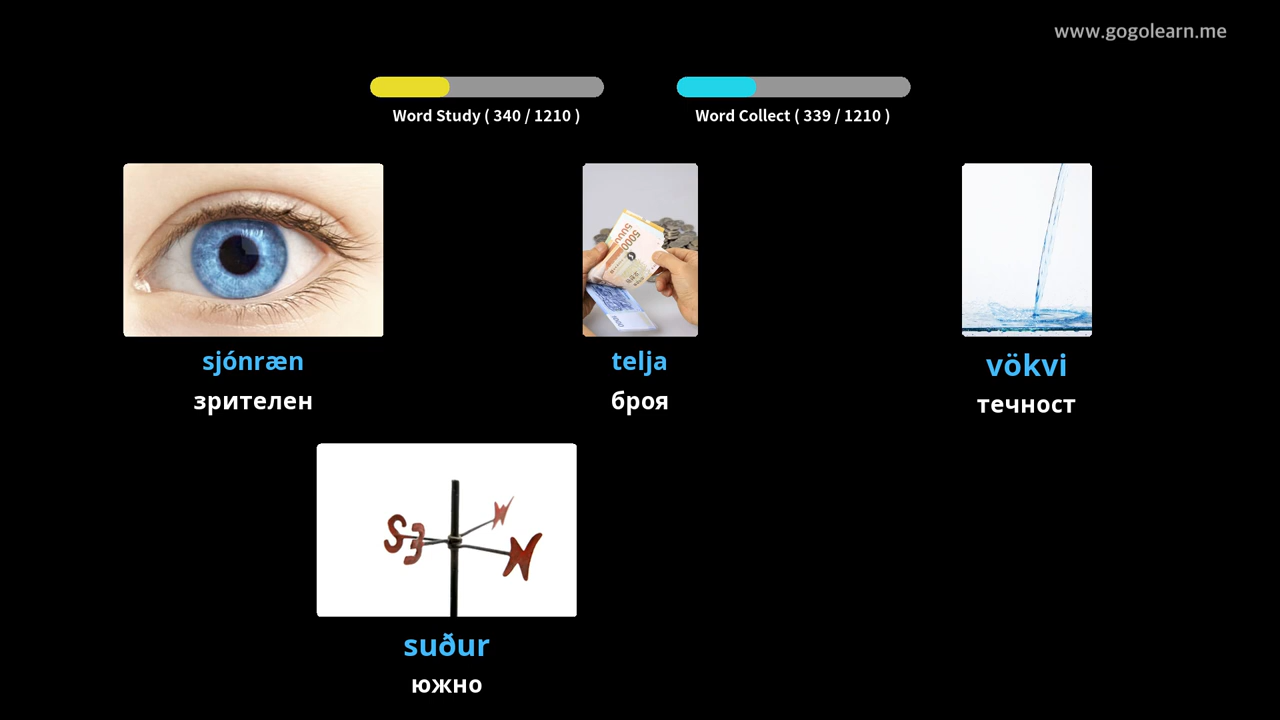 www.gogolearn.me
Word Study ( 340 / 1210 )
Word Collect ( 339 / 1210 )
sjónræn
зрителен
telja
броя
vökvi
течност
suður
южно